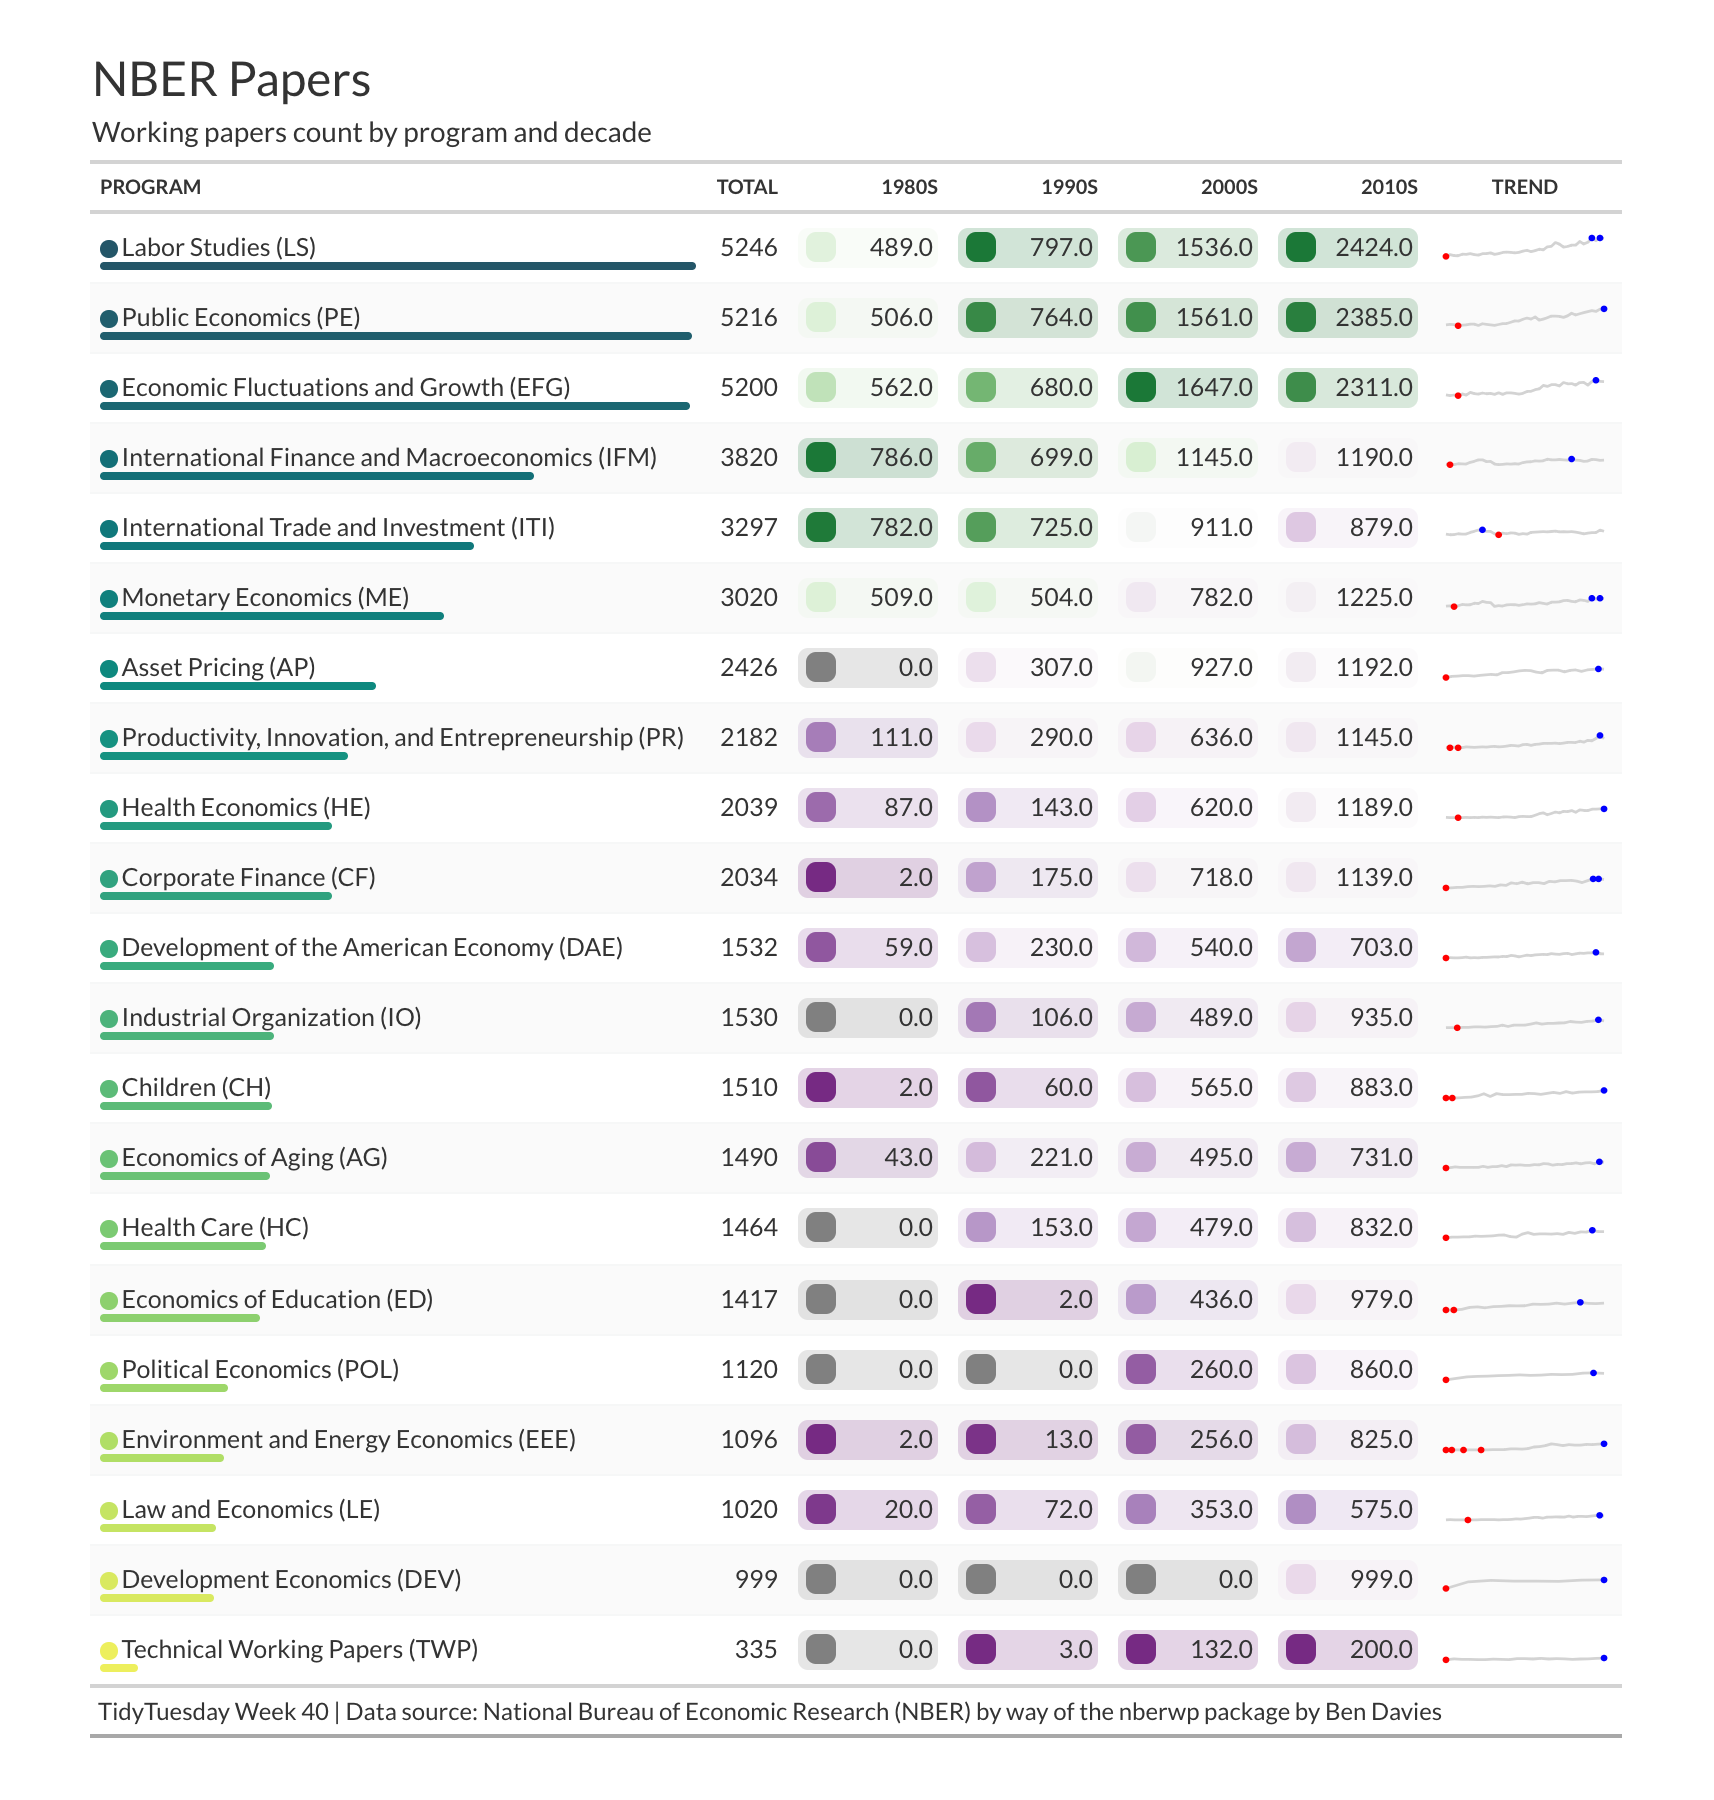 NBER Papers
Working papers count by program and decade
PROGRAM TOTAL 1980S 1990S 2000S 2010S TREND
Labor Studies (LS) 5246 489.0 797.0 1536.0 2424.0
Public Economics (PE) 5216 506.0 764.0 1561.0 2385.0
Economic Fluctuations and Growth (EFG) 5200 562.0 680.0 1647.0 2311.0
International Finance and Macroeconomics (IFM) 3820 786.0 699.0 1145.0 1190.0
International Trade and Investment (ITI) 3297 782.0 725.0 911.0 879.0
Monetary Economics (ME) 3020 509.0 504.0 782.0 1225.0
Asset Pricing (AP) 2426 0.0 307.0 927.0 1192.0
Productivity, Innovation, and Entrepreneurship (PR) 2182 111.0 290.0 636.0 1145.0
Health Economics (HE) 2039 87.0 143.0 620.0 1189.0
Corporate Finance (CF) 2034 2.0 175.0 718.0 1139.0
Development of the American Economy (DAE) 1532 59.0 230.0 540.0 703.0
Industrial Organization (IO) 1530 0.0 106.0 489.0 935.0
Children (CH) 1510 2.0 60.0 565.0 883.0
Economics of Aging (AG) 1490 43.0 221.0 495.0 731.0
Health Care (HC) 1464 0.0 153.0 479.0 832.0
Economics of Education (ED) 1417 0.0 2.0 436.0 979.0
Political Economics (POL) 1120 0.0 0.0 260.0 860.0
Environment and Energy Economics (EEE) 1096 2.0 13.0 256.0 825.0
Law and Economics (LE) 1020 20.0 72.0 353.0 575.0
Development Economics (DEV) 999 0.0 0.0 0.0 999.0
Technical Working Papers (TWP) 335 0.0 3.0 132.0 200.0
TidyTuesday Week 40 | Data source: National Bureau of Economic Research (NBER) by way of the nberwp package by Ben Davies